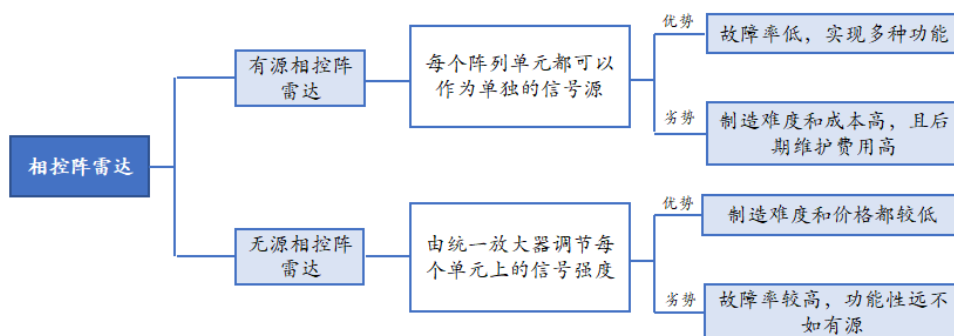 相控阵雷达
有源相控阵
雷达
每个阵列单元都可以
作为单独的信号源
优势
故障率低，实现多种功能
劣势
制造难度和成本高，且后
期维护费用高
无源相控阵
雷达
由统一放大器调节每
个单元上的信号强度
优势
制造难度和价格都较低
劣势
故障率较高，功能性远不
如有源